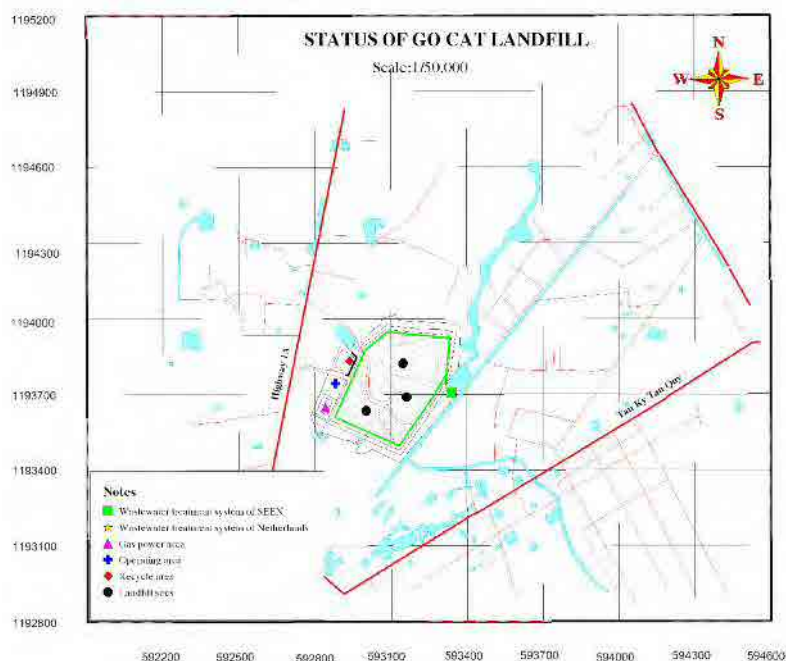 1195200
STATUS OF GO CAT LANDFILL
N
Scale:1/50.000
W E
1194900
S
1194600
1194300
1194000
Highway 1A
1193700
Tan Ky Tan Quy
1193400
Notes
Wastewater treatment system of SEEN
Wastewater treatment system of Netherlands
1193100
Gas power area
Operating area
Recycle area
Landfill
1192800
592200 592500 592800 593100 593400 593700 594000 594300 594600